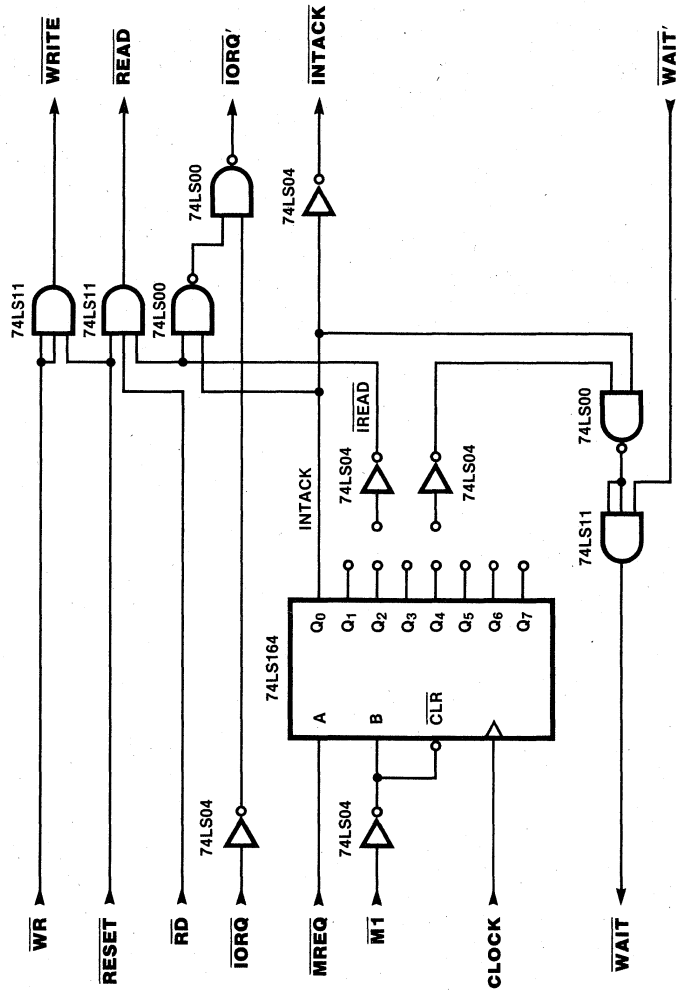 WR
74LS11
WRITE
RESET
74LS11
READ
RD
74LS00
74LS04
74LS00
IORQ
IORQ'
74LS164
INTACK
74LS04
MREQ
A
Q0
INTACK
Q1
74LS04
IREAD
74LS04
M1
B
Q2
Q3
CLR
Q4
74LS04
Q5
CLOCK
Q6
Q7
74LS11
74LS00
WAIT
WAIT'